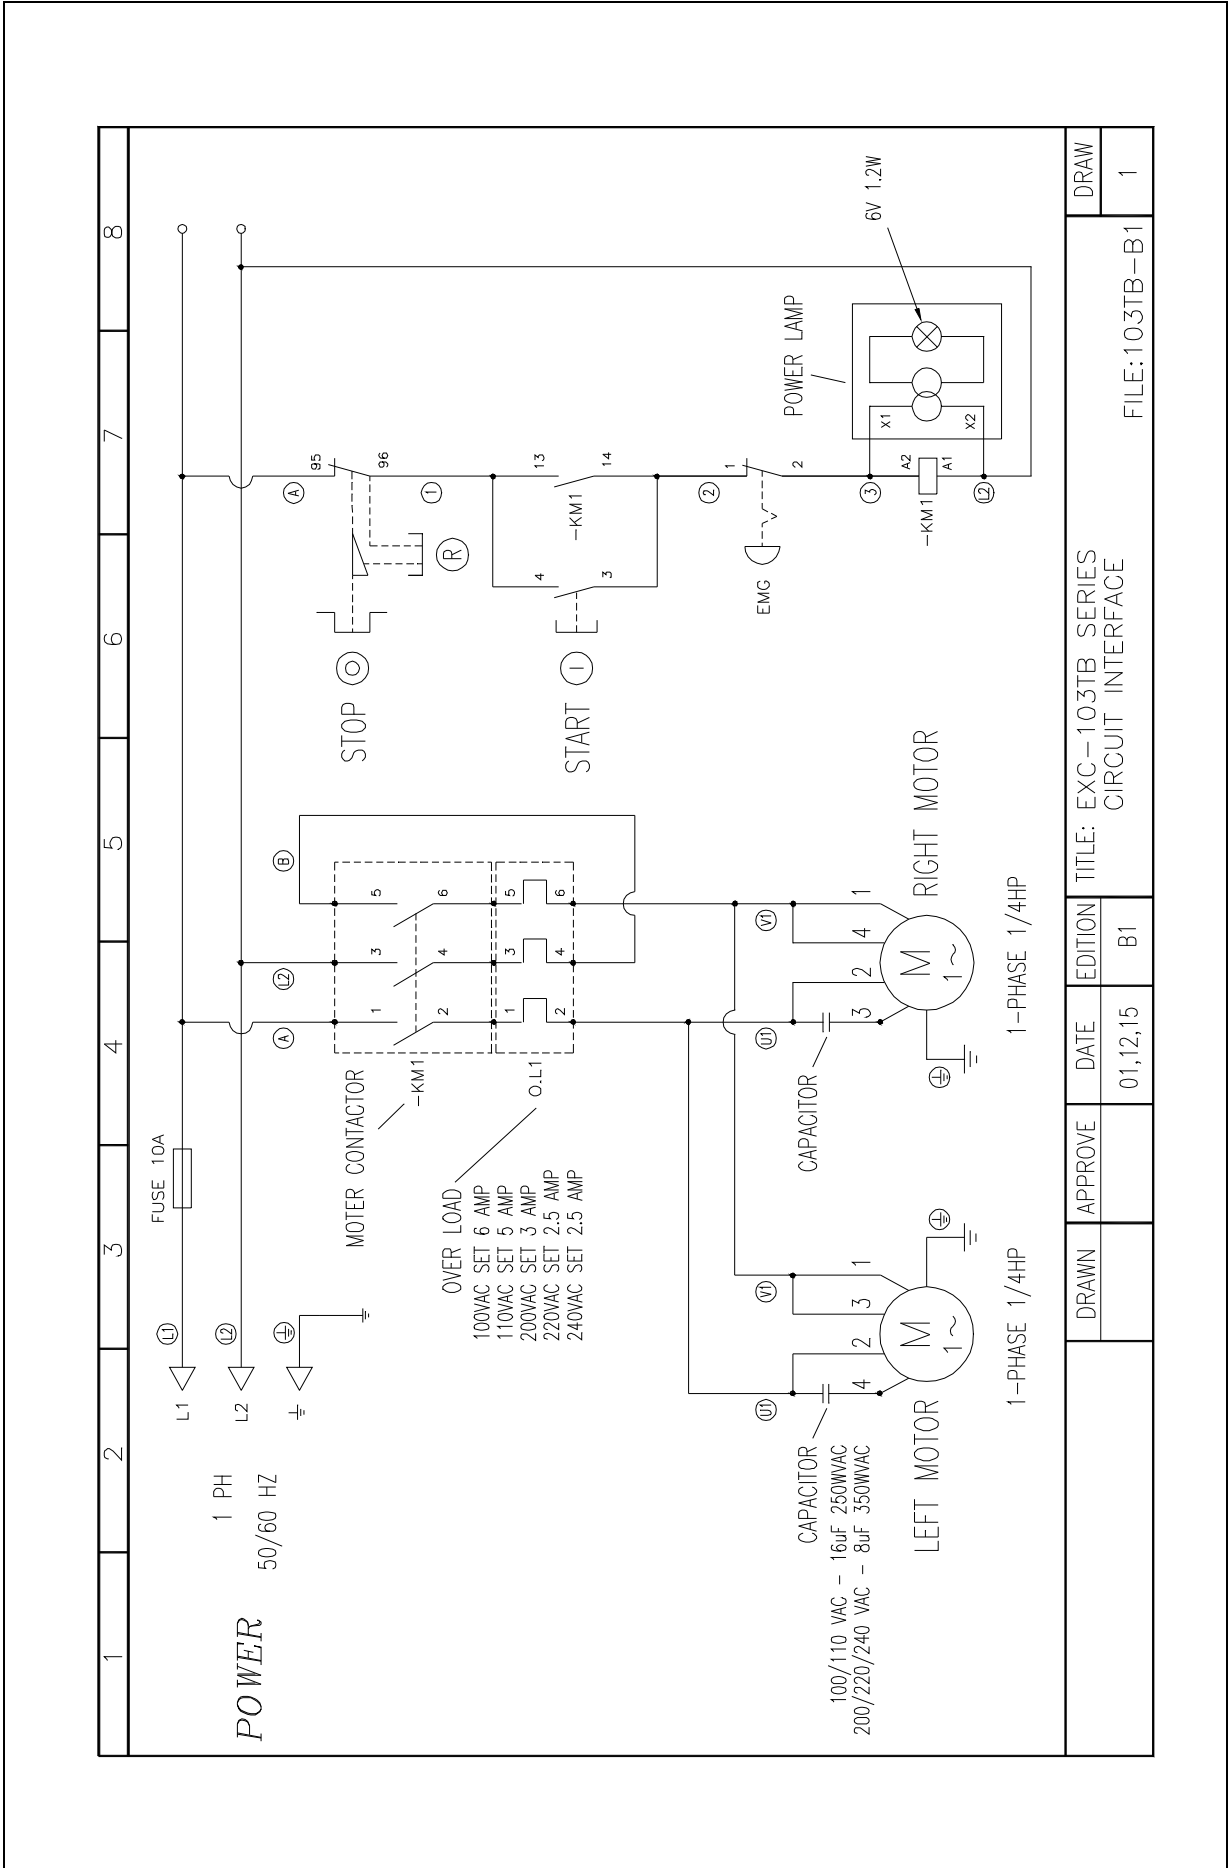 1 2 3 4 5 6 7 8
POWER
1 PH
50/60 HZ
L1
L2
L1
L2
FUSE 10A
MOTER CONTACTOR
-KM1
OVER LOAD
100VAC SET 6 AMP
110VAC SET 5 AMP
200VAC SET 3 AMP
220VAC SET 2.5 AMP
240VAC SET 2.5 AMP
O.L1
A
L2
B
1 3 5
2 4 6
1 3 5
2 4 6
CAPACITOR
100/110 VAC - 16uF 250WVAC
200/220/240 VAC - 8uF 350WVAC
U1
V1
4 2 3 1
M
1~
LEFT MOTOR
1-PHASE 1/4HP
CAPACITOR
U1
V1
3 2 4 1
M
1~
RIGHT MOTOR
1-PHASE 1/4HP
STOP
R
A
95
96
1
START
I
4
3
13
14
-KM1
2
EMG
1
2
3
A2
A1
-KM1
L2
POWER LAMP
X1
X2
6V 1.2W
DRAWN
APPROVE
DATE
01,12,15
EDITION
B1
TITLE: EXC-103TB SERIES
CIRCUIT INTERFACE
FILE:103TB-B1
DRAW
1